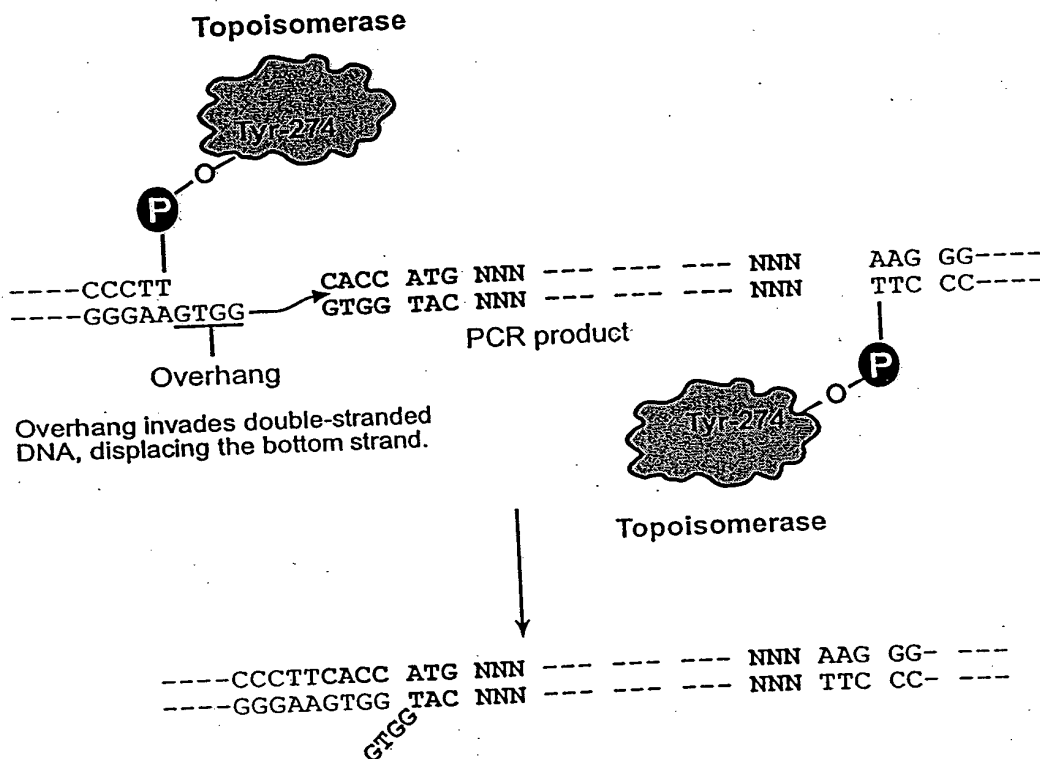 Topoisomerase
Tyr-274
O
P
----CCCTT
----GGGAAGTGG
CACC ATG NNN --- --- --- --- NNN
GTGG TAC NNN --- --- --- --- NNN
AAG GG----
TTC CC----
PCR product
Overhang
P
O
Tyr-274
Overhang invades double-stranded
DNA, displacing the bottom strand.
Topoisomerase
----CCCTTCACC ATG NNN --- --- --- --- NNN AAG GG- ---
----GGGAAGTGG TAC NNN --- --- --- --- NNN TTC CC- ---
GTGG